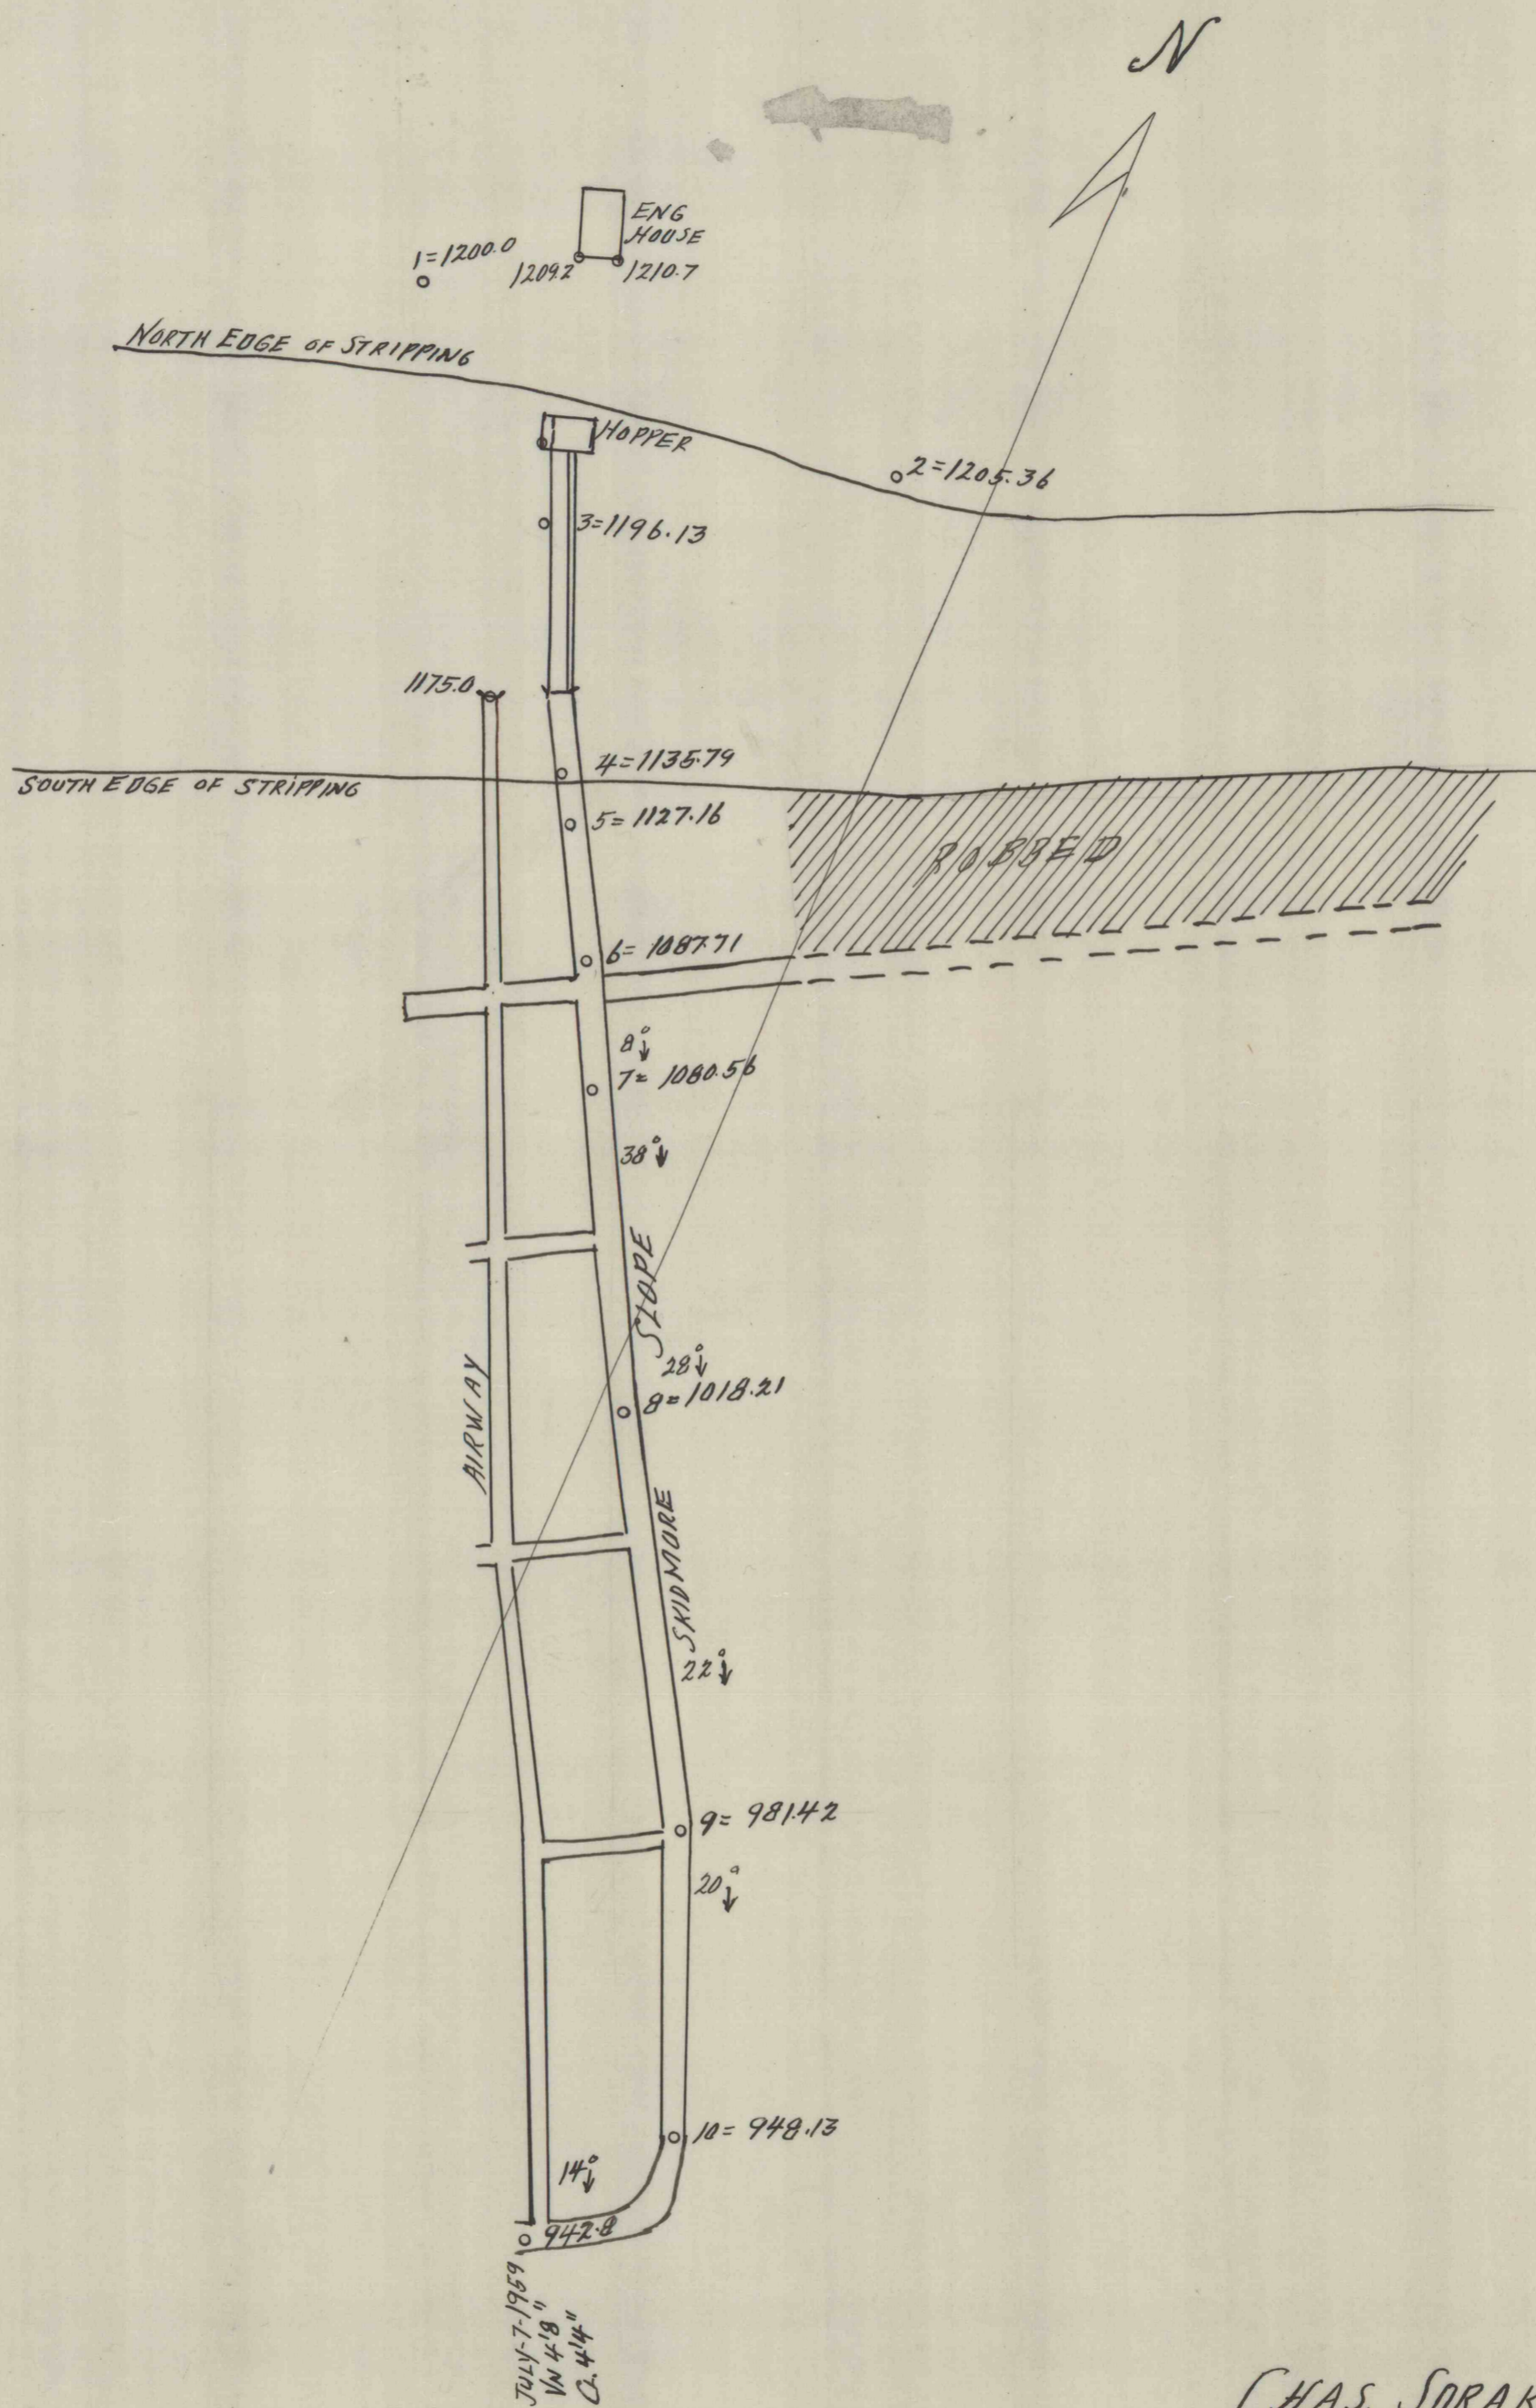 N
ENG
HOUSE
1=1200.0
1209.2
1210.7
NORTH EDGE OF STRIPPING
HOPPER
2=1205.36
3=1196.13
1175.0
4=1135.79
SOUTH EDGE OF STRIPPING
5=1127.16
ROBBED
6=1087.71
8°
7=1080.56
38°
SLOPE
28°
8=1018.21
AIRWAY
SKIDMORE
22°
9=981.42
20°
10=948.13
14°
942.8
JULY-7-1959
VN 4'8"
Cl. 4'4"
CHAS.